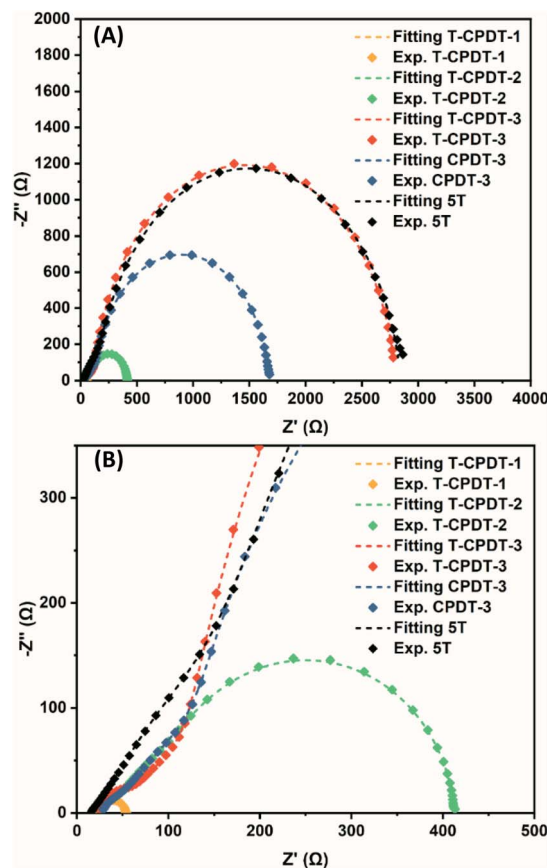 (A)
Fitting T-CPDT-1
Exp. T-CPDT-1
Fitting T-CPDT-2
Exp. T-CPDT-2
Fitting T-CPDT-3
Exp. T-CPDT-3
Fitting CPDT-3
Exp. CPDT-3
Fitting 5T
Exp. 5T
2000
1800
1600
1400
1200
1000
800
600
400
200
0
-Z'' (Ω)
0 500 1000 1500 2000 2500 3000 3500 4000
Z' (Ω)
(B)
Fitting T-CPDT-1
Exp. T-CPDT-1
Fitting T-CPDT-2
Exp. T-CPDT-2
Fitting T-CPDT-3
Exp. T-CPDT-3
Fitting CPDT-3
Exp. CPDT-3
Fitting 5T
Exp. 5T
300
200
100
0
-Z'' (Ω)
0 100 200 300 400 500
Z' (Ω)